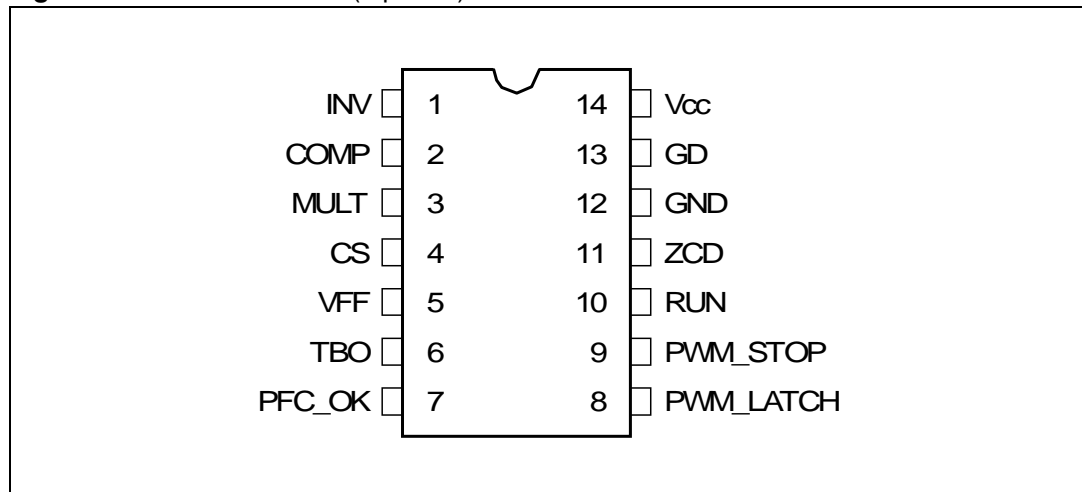 INV 1 14 Vcc
COMP 2 13 GD
MULT 3 12 GND
CS 4 11 ZCD
VFF 5 10 RUN
TBO 6 9 PWM_STOP
PFC_OK 7 8 PWM_LATCH